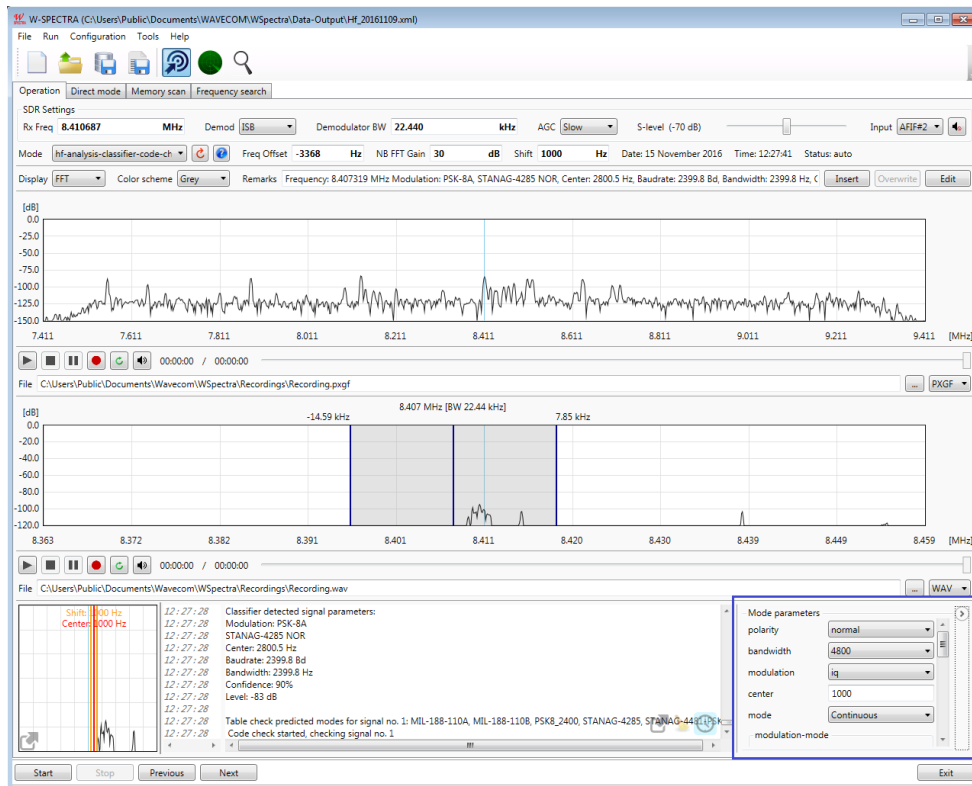 W-SPECTRA (C:\Users\Public\Documents\WAVECOM\WSpectra\Data-Output\Hf_20161109.xml)
File Run Configuration Tools Help
Operation Direct mode Memory scan Frequency search
SDR Settings
Rx Freq 8.410687 MHz Demod ISB Demodulator BW 22.440 kHz AGC Slow S-level (-70 dB) Input AFIF#2
Mode hf-analysis-classifier-code-ch Freq Offset -3368 Hz NB FFT Gain 30 dB Shift 1000 Hz Date: 15 November 2016 Time: 12:27:41 Status: auto
Display FFT Color scheme Grey Remarks Frequency: 8.407319 MHz Modulation: PSK-8A, STANAG-4285 NOR, Center: 2800.5 Hz, Baudrate: 2399.8 Bd, Bandwidth: 2399.8 Hz, C Insert Overwrite Edit
[dB]
0.0
-25.0
-50.0
-75.0
-100.0
-125.0
-150.0
7.411 7.611 7.811 8.011 8.211 8.411 8.611 8.811 9.011 9.211 9.411 [MHz]
00:00:00 / 00:00:00
File C:\Users\Public\Documents\Wavecom\WSpectra\Recordings\Recording.pxgf ... PXGF
8.407 MHz [BW 22.44 kHz]
[dB] -14.59 kHz 7.85 kHz
0.0
-20.0
-40.0
-60.0
-80.0
-100.0
-120.0
8.363 8.372 8.382 8.391 8.401 8.411 8.420 8.430 8.439 8.449 8.459 [MHz]
00:00:00 / 00:00:00
File C:\Users\Public\Documents\Wavecom\WSpectra\Recordings\Recording.wav ... WAV
Shift: 1000 Hz
Center: 1000 Hz
12:27:28 Classifier detected signal parameters:
12:27:28 Modulation: PSK-8A
12:27:28 STANAG-4285 NOR
12:27:28 Center: 2800.5 Hz
12:27:28 Baudrate: 2399.8 Bd
12:27:28 Bandwidth: 2399.8 Hz
12:27:28 Confidence: 90%
12:27:28 Level: -83 dB
12:27:28
12:27:28 Table check predicted modes for signal no. 1: MIL-188-110A, MIL-188-110B, PSK8_2400, STANAG-4285, STANAG-4481-PSK
12:27:28 Code check started, checking signal no. 1
Mode parameters
polarity normal
bandwidth 4800
modulation iq
center 1000
mode Continuous
modulation-mode
Start Stop Previous Next Exit